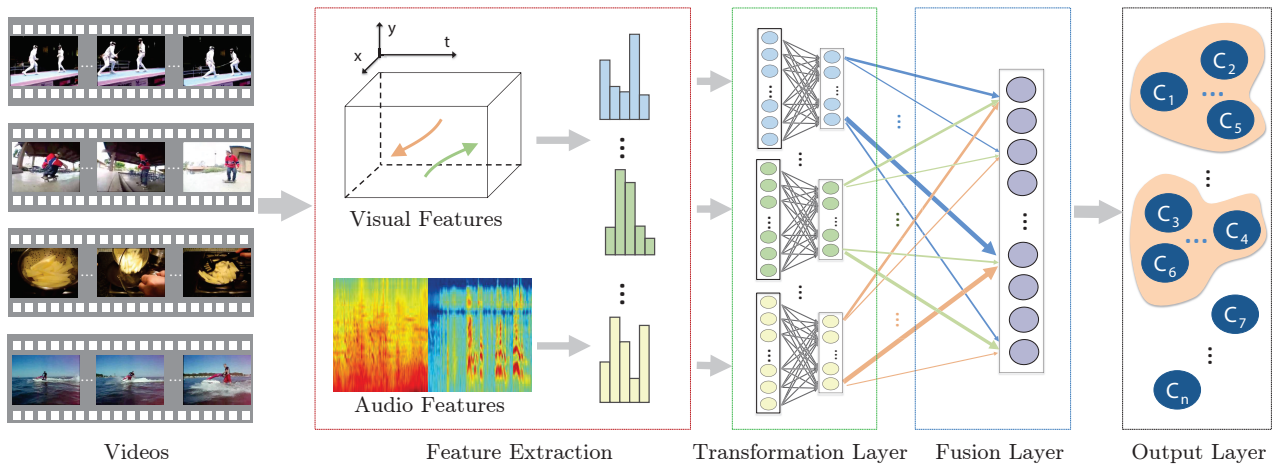 y
t
x
Visual Features
Audio Features
C1
C2
C5
C3
C4
C6
C7
Cn
Videos
Feature Extraction
Transformation Layer
Fusion Layer
Output Layer